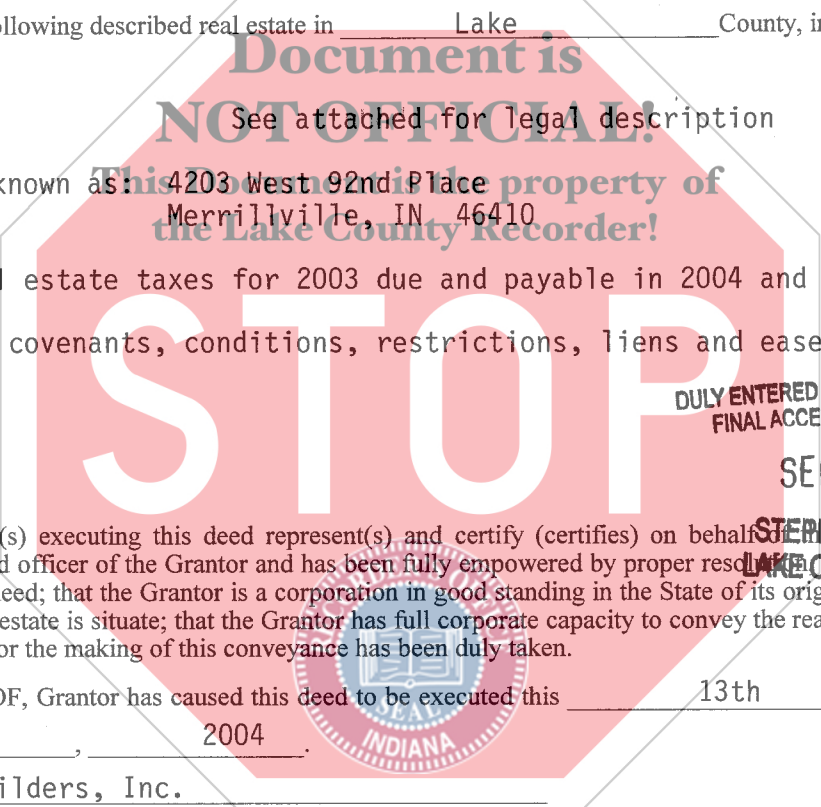 ollowing described real estate in Lake County, in
Document is
NOT OFFICIAL!
See attached for legal description
This Document is the property of
known as: 4203 West 92nd Place
Merrillville, IN 46410
the Lake County Recorder!
l estate taxes for 2003 due and payable in 2004 and
STOP
covenants, conditions, restrictions, liens and ease
DULY ENTERED
FINAL ACCE
SE
(s) executing this deed represent(s) and certify (certifies) on behalf of
STEPH
d officer of the Grantor and has been fully empowered by proper resolution
LAKE C
eed; that the Grantor is a corporation in good standing in the State of its orig
estate is situate; that the Grantor has full corporate capacity to convey the rea
or the making of this conveyance has been duly taken.
OF, Grantor has caused this deed to be executed this 13th
, 2004 .
SEAL
INDIANA
ilders, Inc.